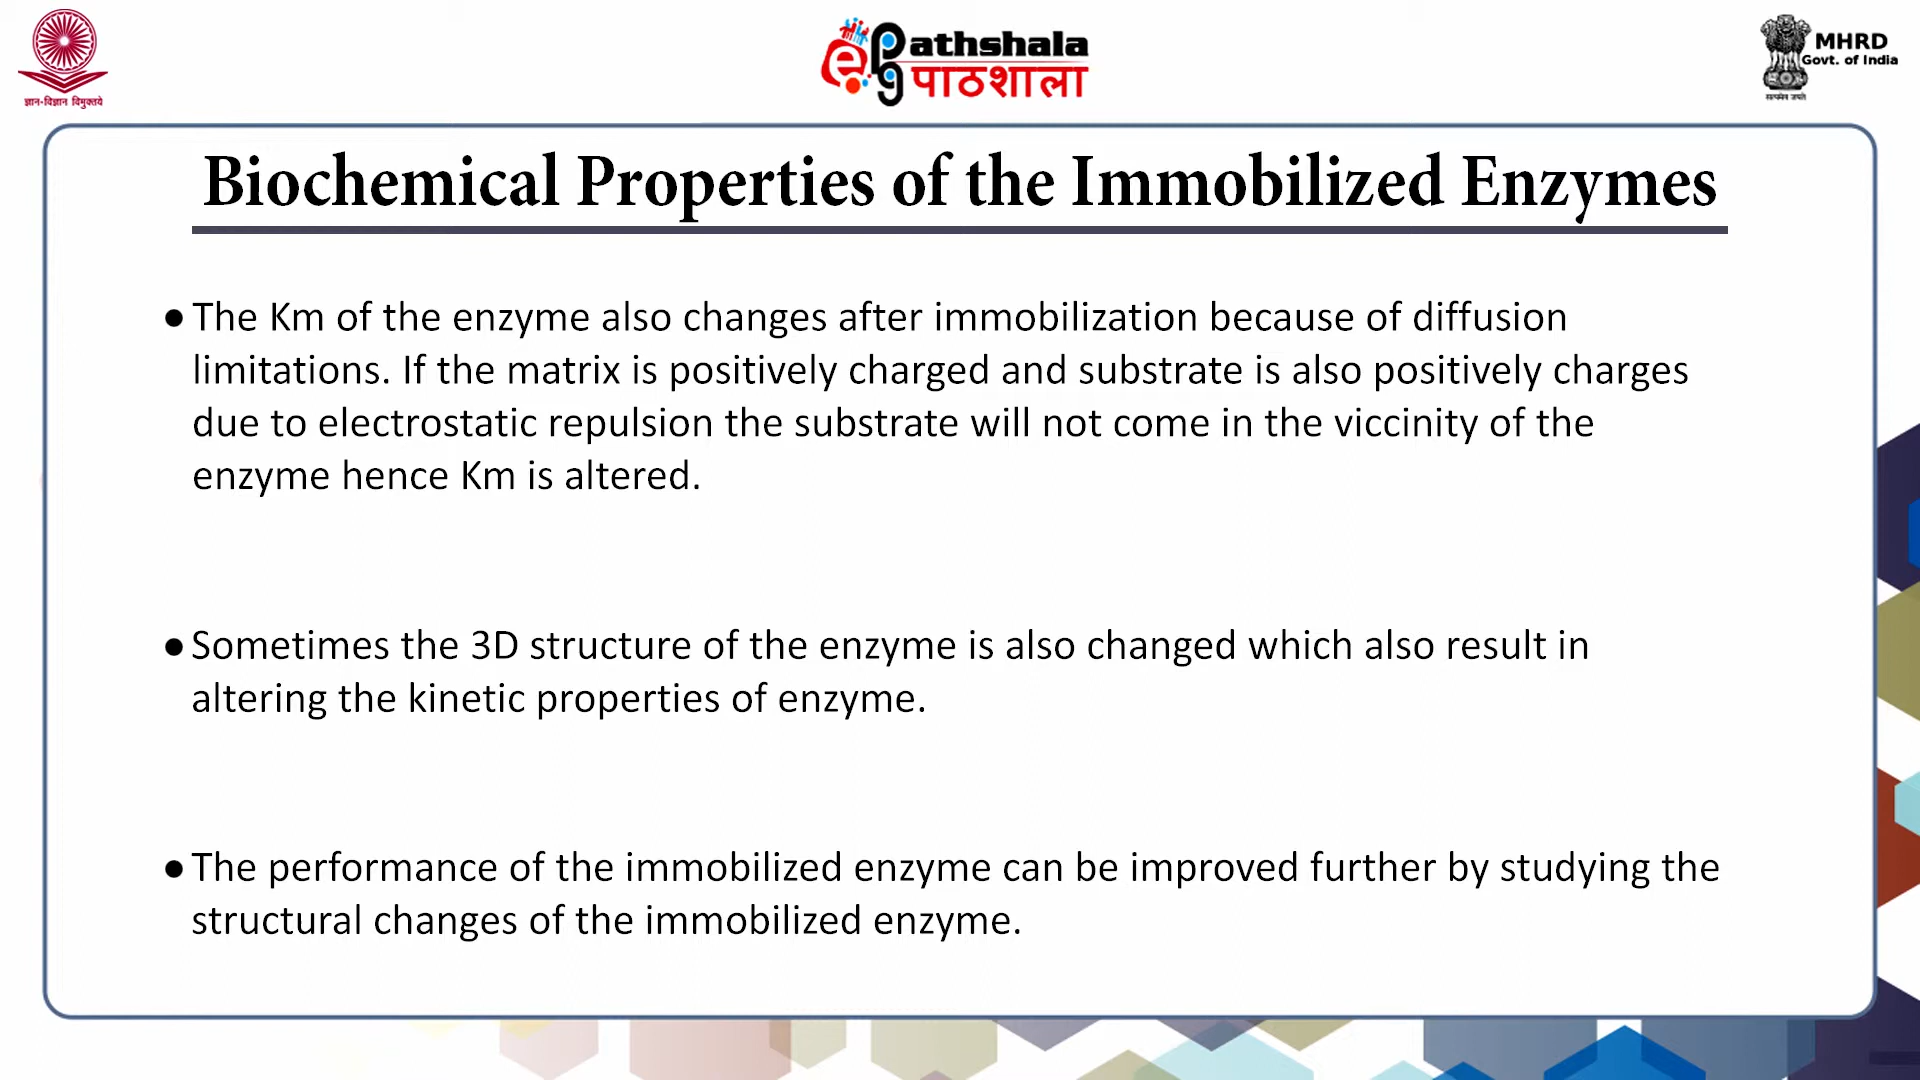 ज्ञान-विज्ञान विमुक्तये
e PG athshala
पाठशाला
MHRD
Govt. of India
सत्यमेव जयते
Biochemical Properties of the Immobilized Enzymes
● The Km of the enzyme also changes after immobilization because of diffusion
limitations. If the matrix is positively charged and substrate is also positively charges
due to electrostatic repulsion the substrate will not come in the viccinity of the
enzyme hence Km is altered.
● Sometimes the 3D structure of the enzyme is also changed which also result in
altering the kinetic properties of enzyme.
● The performance of the immobilized enzyme can be improved further by studying the
structural changes of the immobilized enzyme.